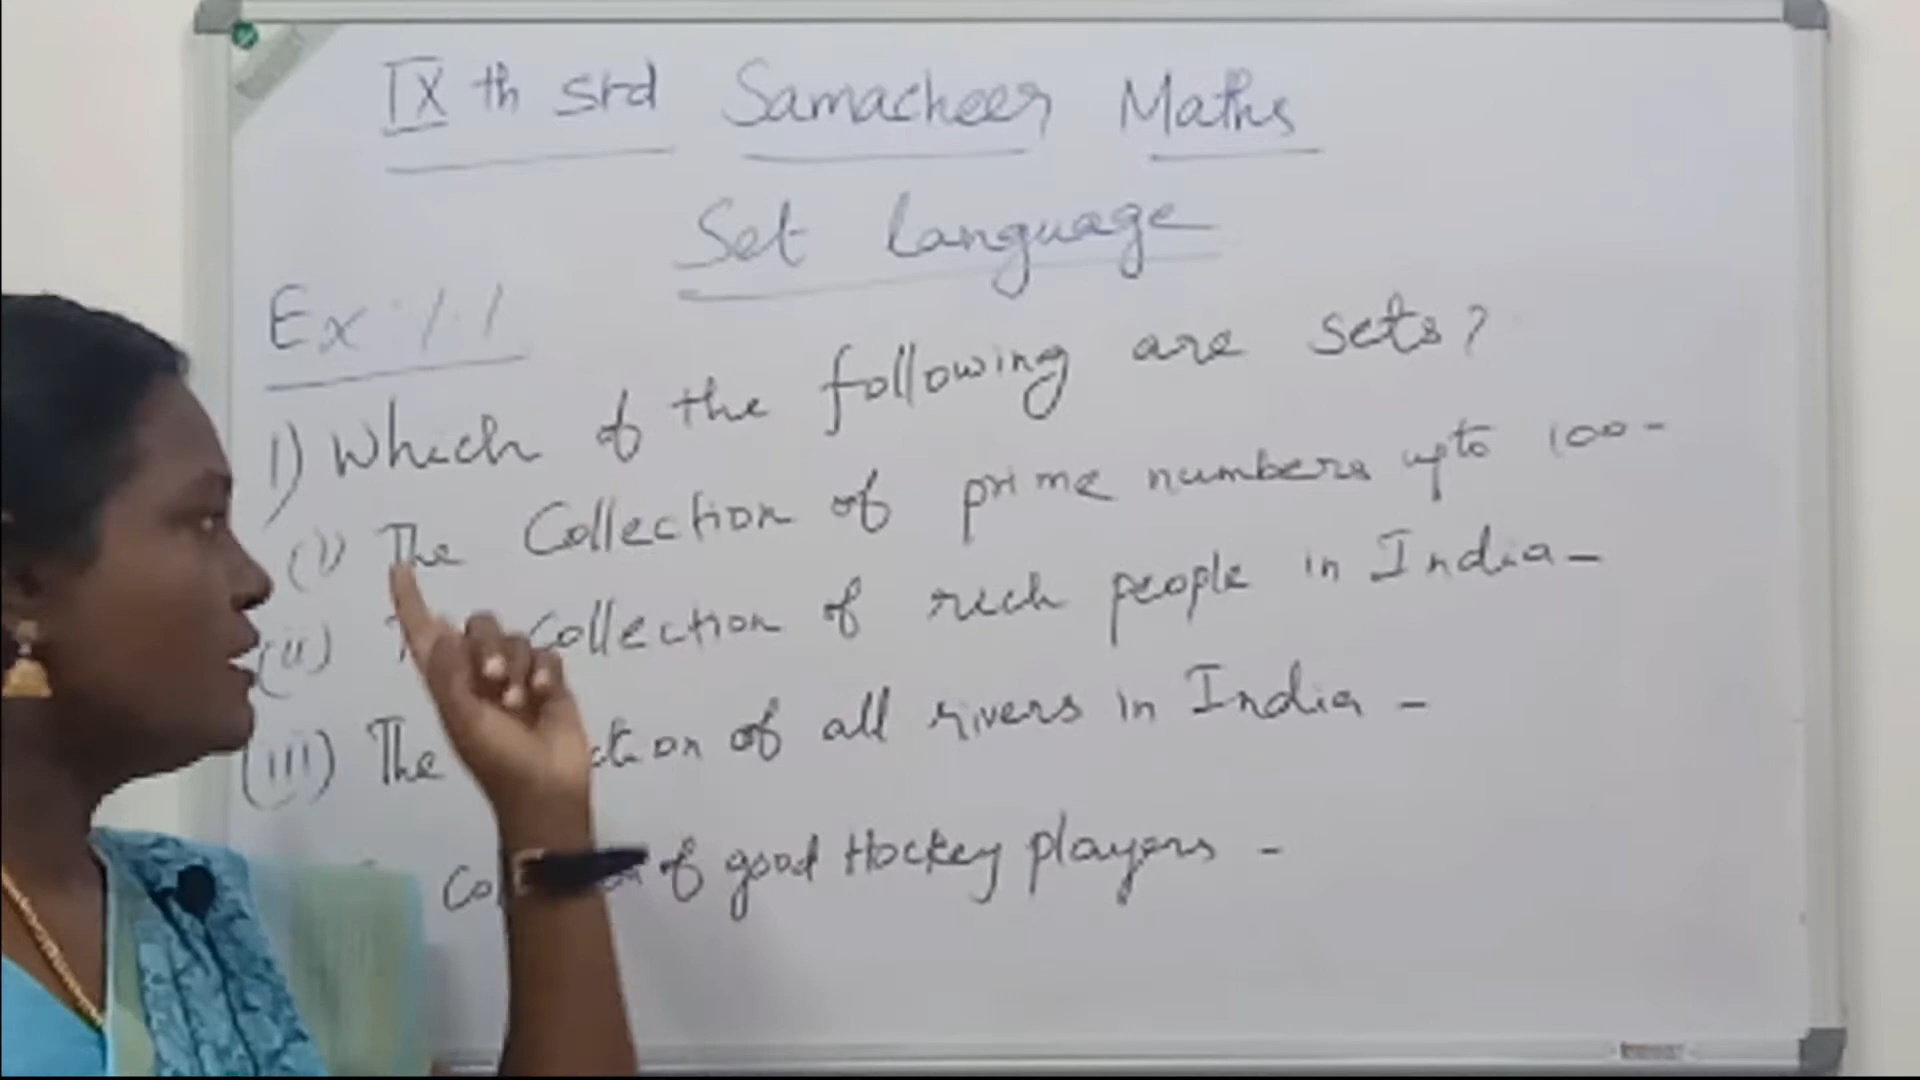 IX th std Samacheer Maths
Set Language
Ex 1.1
1) Which of the following are sets?
(i) The Collection of prime numbers upto 100 -
(ii) Collection of rich people in India -
(iii) The of all rivers in India -
of good Hockey players -